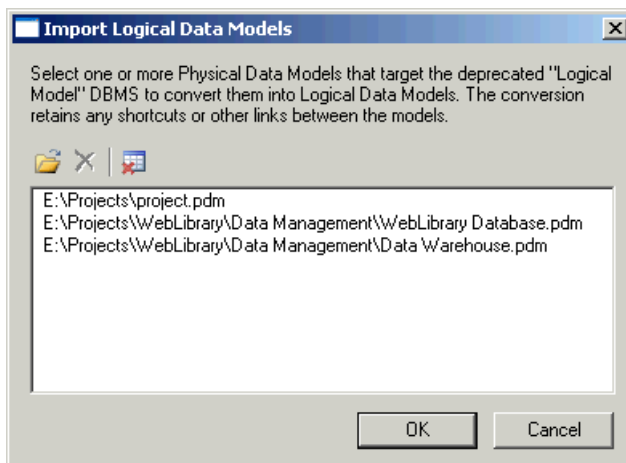 Import Logical Data Models
Select one or more Physical Data Models that target the deprecated "Logical
Model" DBMS to convert them into Logical Data Models. The conversion
retains any shortcuts or other links between the models.
E:\Projects\project.pdm
E:\Projects\WebLibrary\Data Management\WebLibrary Database.pdm
E:\Projects\WebLibrary\Data Management\Data Warehouse.pdm
OK Cancel